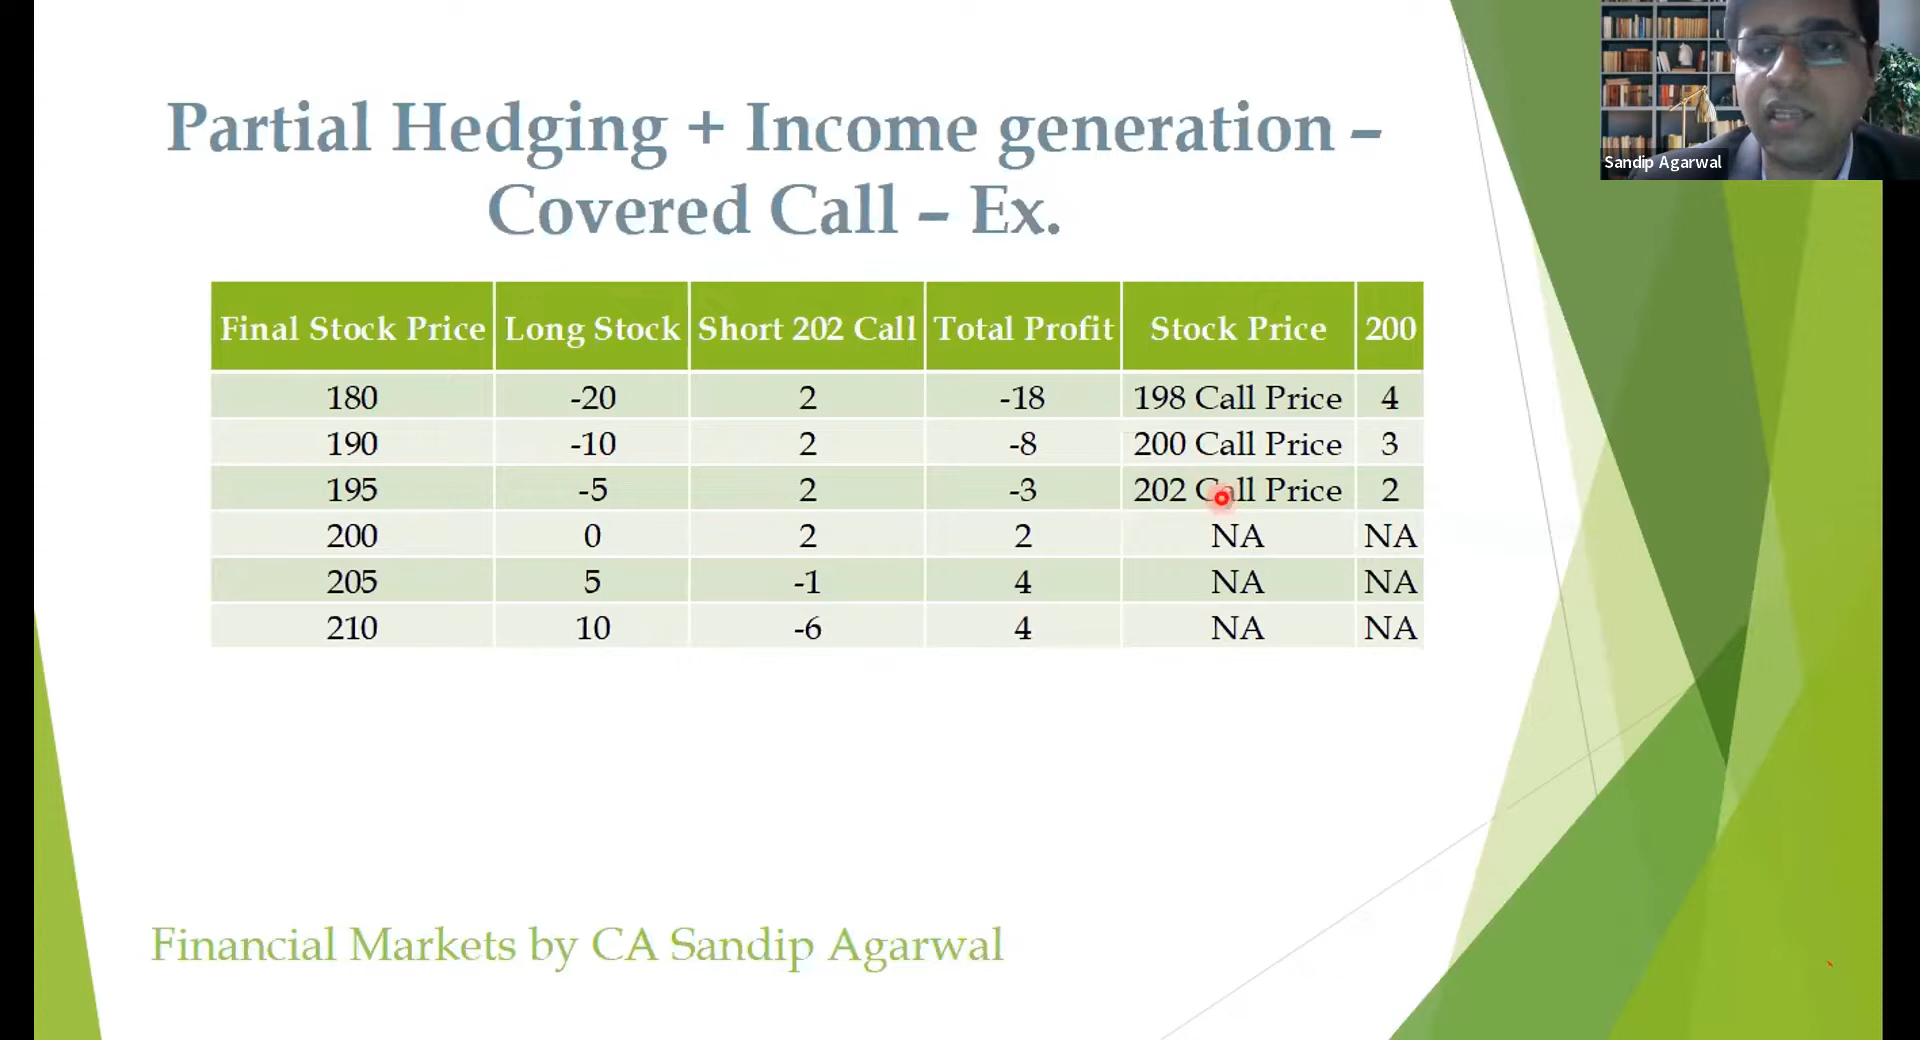 Sandip Agarwal
Partial Hedging + Income generation –
Covered Call – Ex.
Final Stock Price Long Stock Short 202 Call Total Profit Stock Price 200
180 -20 2 -18 198 Call Price 4
190 -10 2 -8 200 Call Price 3
195 -5 2 -3 202 Call Price 2
200 0 2 2 NA NA
205 5 -1 4 NA NA
210 10 -6 4 NA NA
Financial Markets by CA Sandip Agarwal